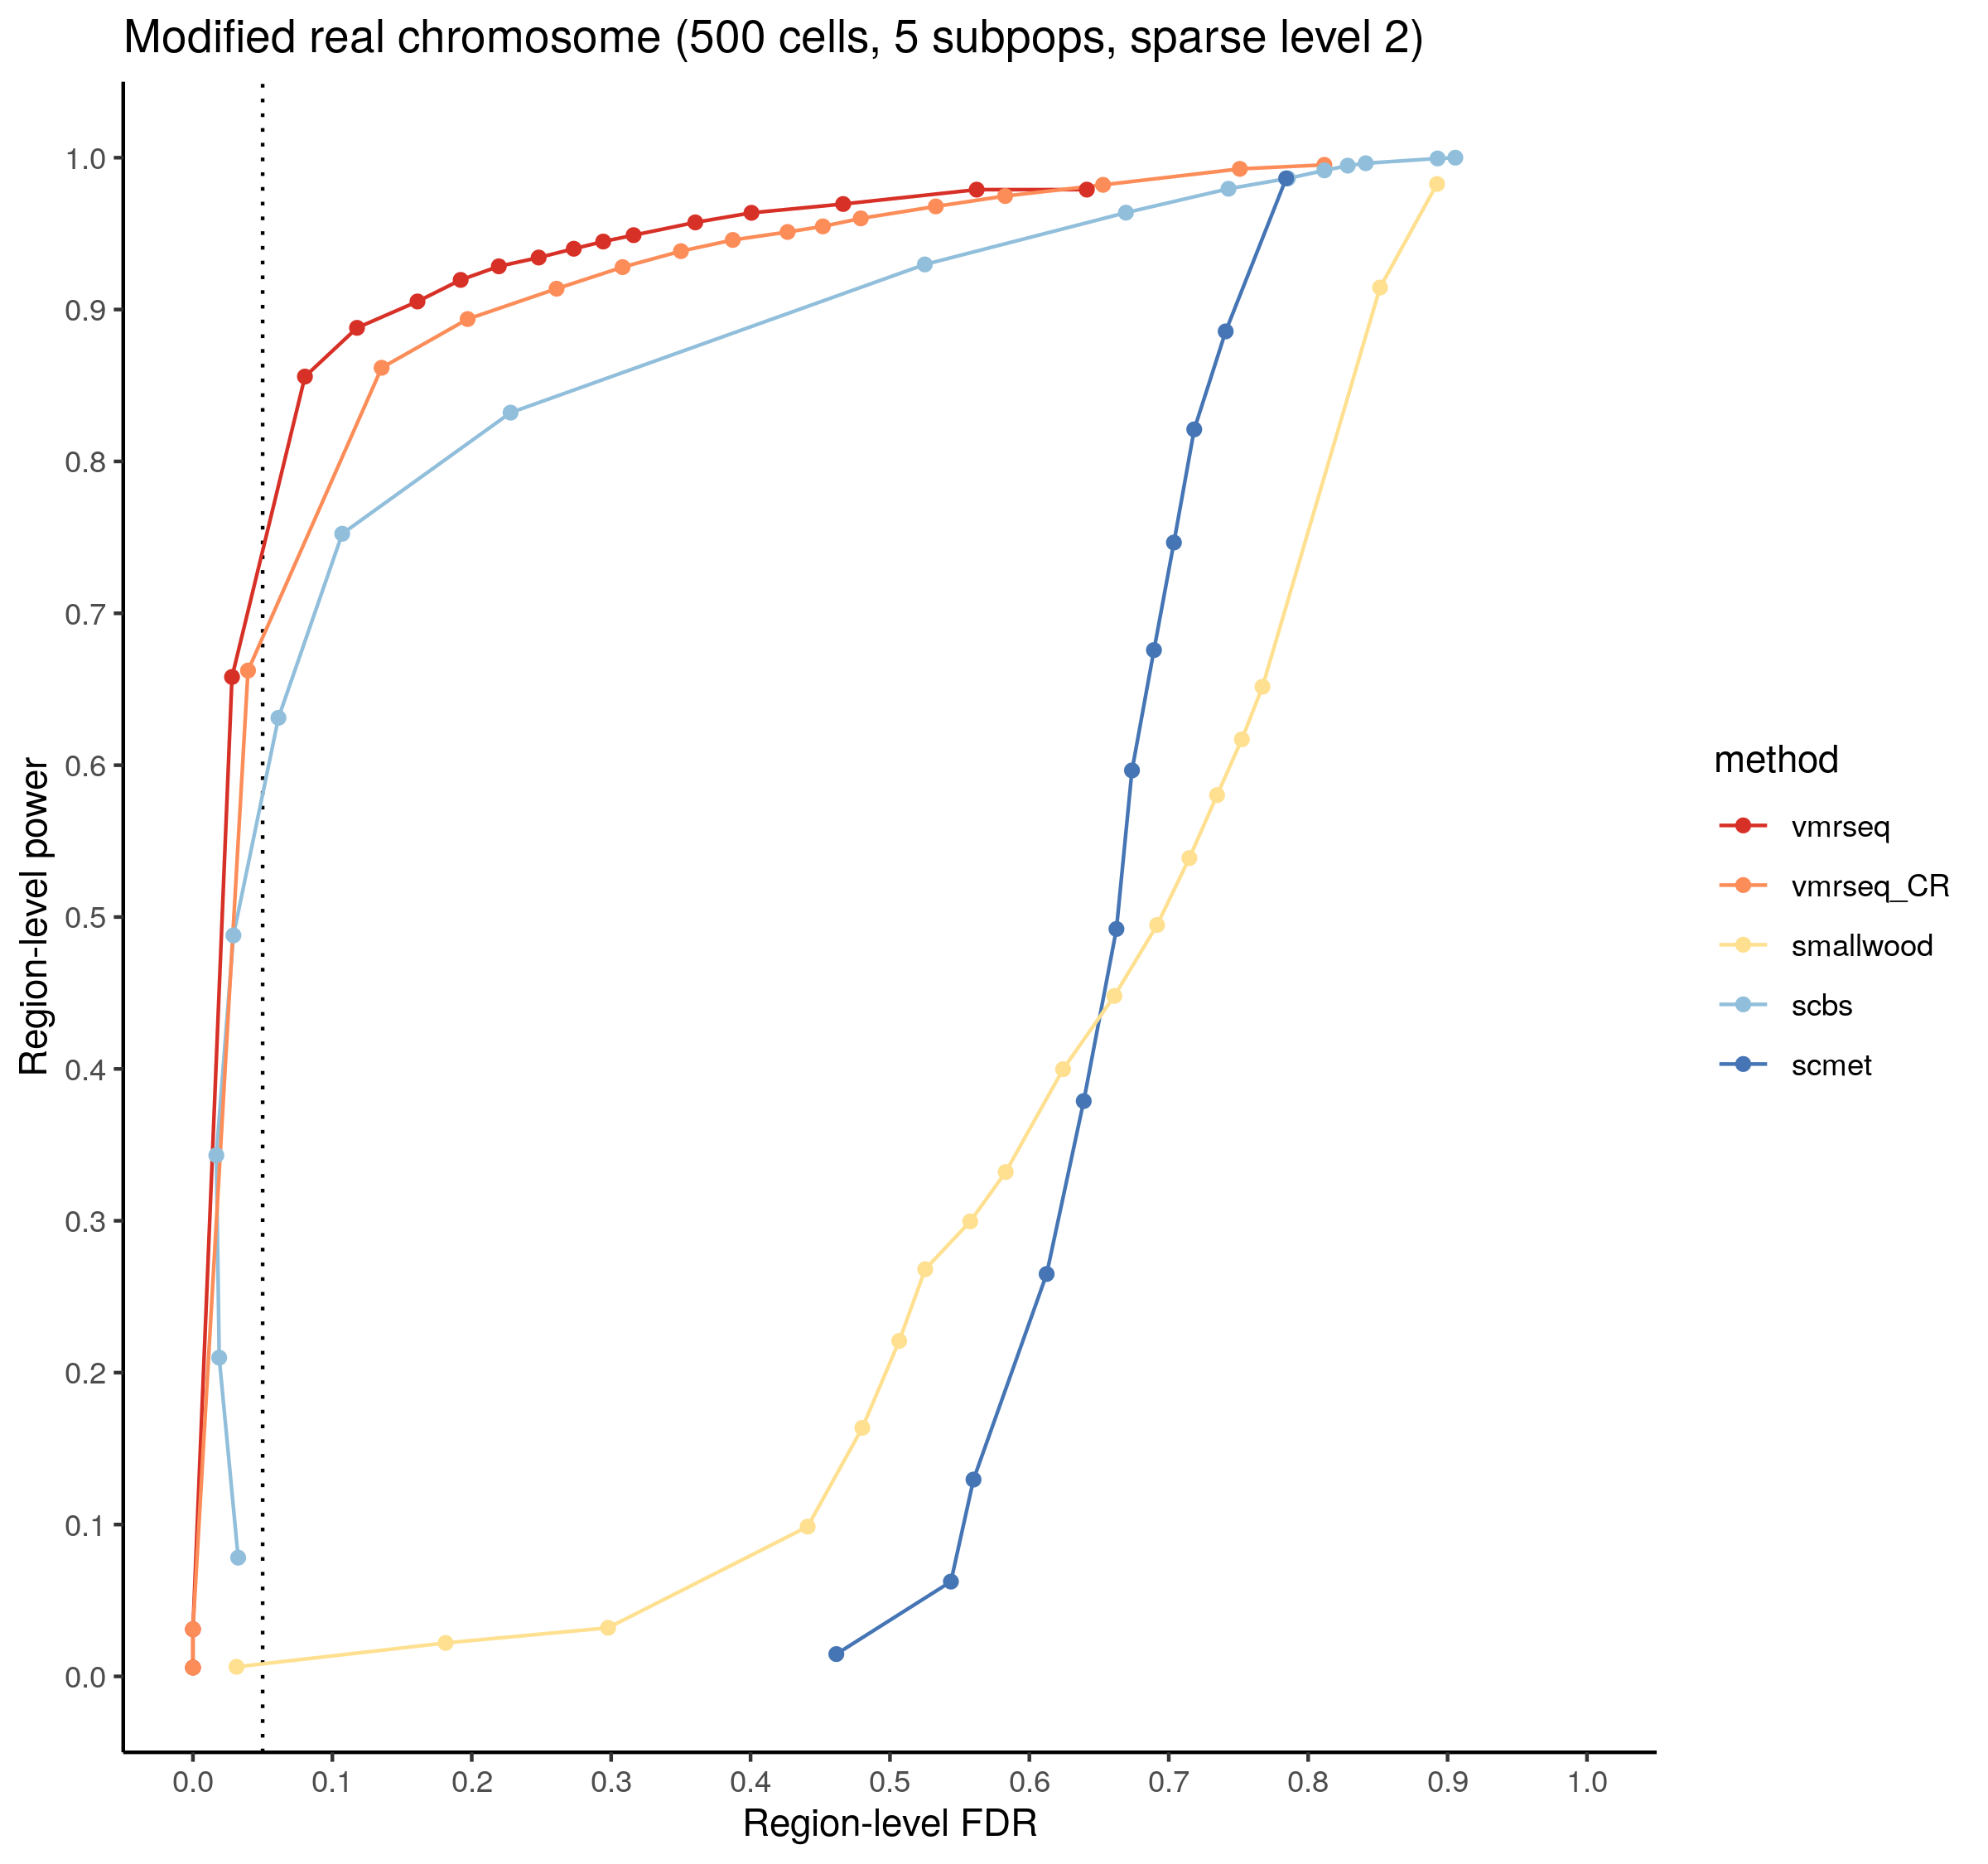 Modified real chromosome (500 cells, 5 subpops, sparse level 2)
1.0
0.9
0.8
0.7
0.6
0.5
0.4
0.3
0.2
0.1
0.0
Region-level power
0.0 0.1 0.2 0.3 0.4 0.5 0.6 0.7 0.8 0.9 1.0
Region-level FDR
method
vmrseq
vmrseq_CR
smallwood
scbs
scmet